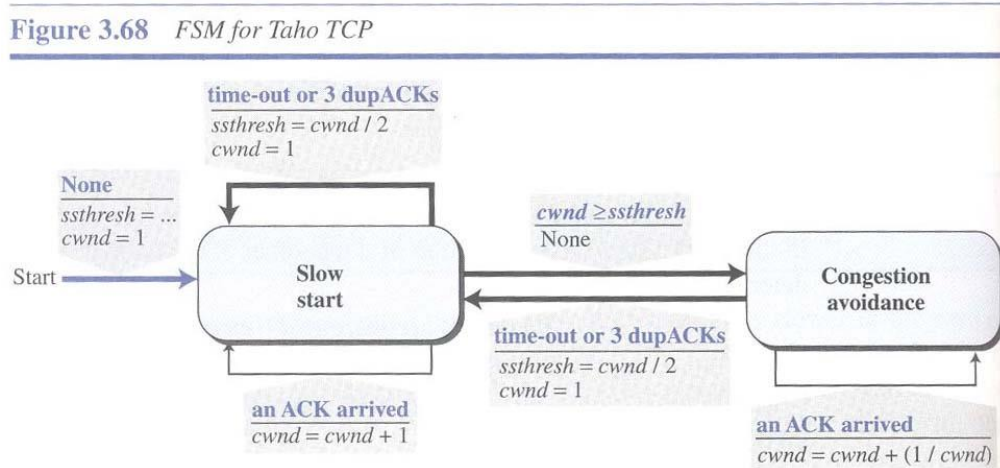 Figure 3.68 FSM for Taho TCP
time-out or 3 dupACKs
ssthresh = cwnd / 2
cwnd = 1
None
ssthresh = ...
cwnd = 1
cwnd ≥ssthresh
None
Start
Slow
start
Congestion
avoidance
time-out or 3 dupACKs
ssthresh = cwnd / 2
cwnd = 1
an ACK arrived
cwnd = cwnd + 1
an ACK arrived
cwnd = cwnd + (1 / cwnd)